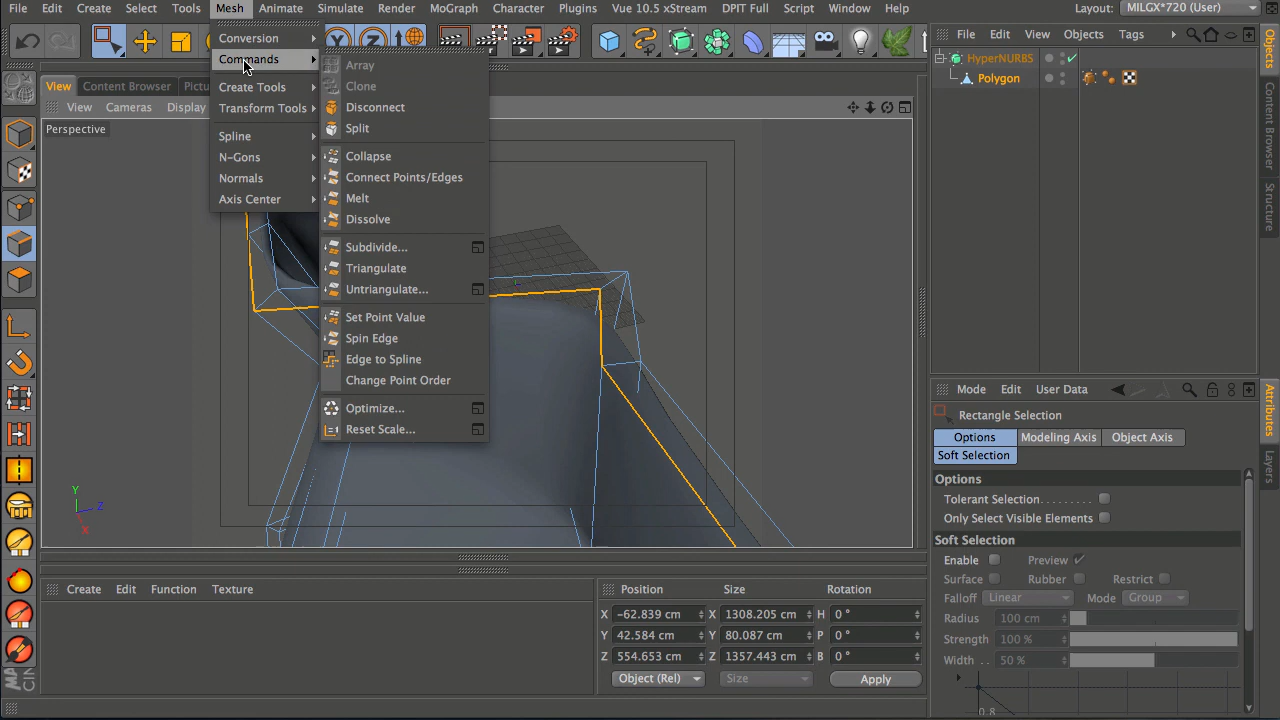 File Create Select Tools Mesh Animate Simulate Render MoGraph Character Plugins Vue 10.5 xStream DPIT Full Script Window Help Layout: MILGX*720 (User)
File Edit View Objects Tags
Conversion
Commands
Create Tools
Transform Tools
Spline
N-Gons
Normals
Axis Center
Array
Clone
Disconnect
Split
Collapse
Connect Points/Edges
Melt
Dissolve
Subdivide...
Triangulate
Untriangulate...
Set Point Value
Spin Edge
Edge to Spline
Change Point Order
Optimize...
Reset Scale...
View Content Browser Pictu
View Cameras Display
Perspective
Y
Z
X
HyperNURBS
Polygon
Objects
Content Browser
Structure
Mode Edit User Data
Rectangle Selection
Options Modeling Axis Object Axis
Soft Selection
Options
Tolerant Selection
Only Select Visible Elements
Soft Selection
Enable Preview
Surface Rubber Restrict
Falloff Linear Mode Group
Radius 100 cm
Strength 100 %
Width . . 50 %
0.8
Attributes
Layers
Create Edit Function Texture
Position Size Rotation
X -62.839 cm X 1308.205 cm H 0 °
Y 42.584 cm Y 80.087 cm P 0 °
Z 554.653 cm Z 1357.443 cm B 0 °
Object (Rel) Size Apply